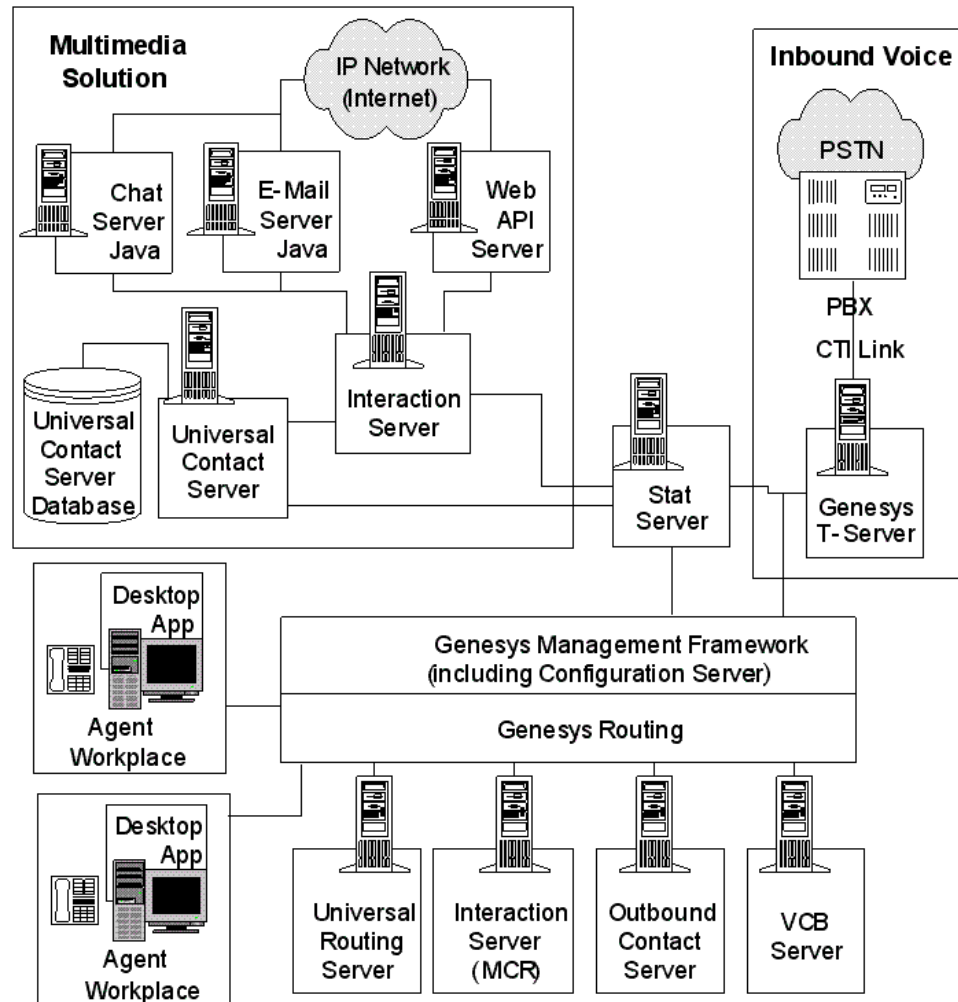 Multimedia
Solution
IP Network
(Internet)
Inbound Voice
PSTN
Chat
Server
Java
E-Mail
Server
Java
Web
API
Server
PBX
CTI Link
Interaction
Server
Universal
Contact
Server
Database
Universal
Contact
Server
Stat
Server
Genesys
T-Server
Desktop
App
Agent
Workplace
Genesys Management Framework
(including Configuration Server)
Genesys Routing
Desktop
App
Agent
Workplace
Universal
Routing
Server
Interaction
Server
(MCR)
Outbound
Contact
Server
VCB
Server